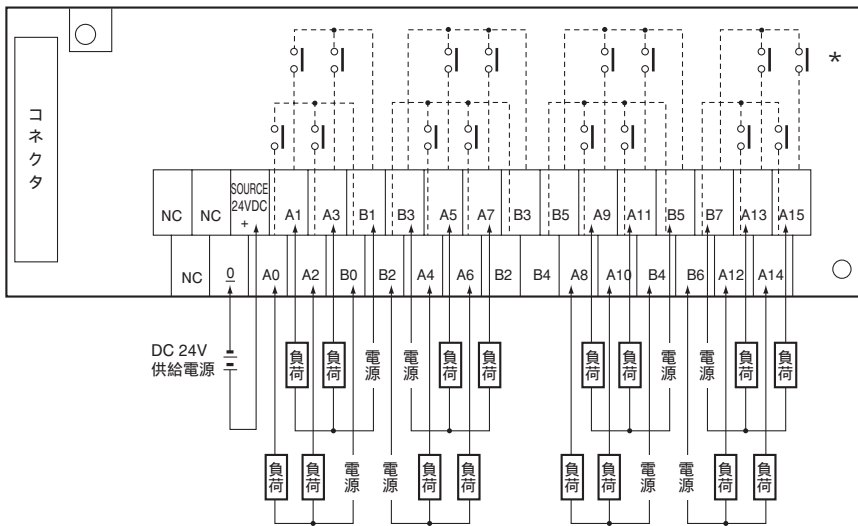 *
コネクタ
NC NC SOURCE 24VDC + A1 A3 B1 B3 A5 A7 B3 B5 A9 A11 B5 B7 A13 A15
NC 0 A0 A2 B0 B2 A4 A6 B2 B4 A8 A10 B4 B6 A12 A14
DC 24V
供給電源
負荷 負荷 電源 電源 負荷 負荷 負荷 負荷 電源 電源 負荷 負荷
負荷 負荷 電源 電源 負荷 負荷 負荷 負荷 電源 電源 負荷 負荷